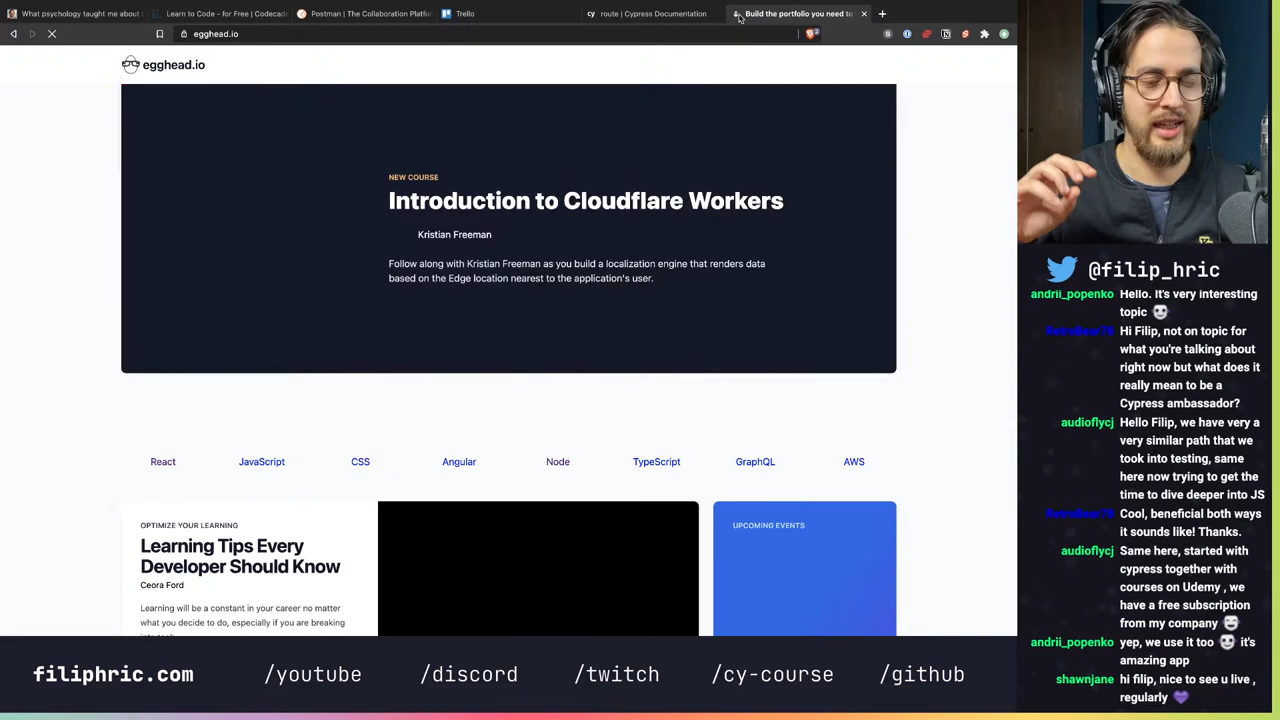 What psychology taught me about
Learn to Code - for Free | Codecad
Postman | The Collaboration Platfor
Trello
cy route | Cypress Documentation
Build the portfolio you need to
egghead.io
2
egghead.io
NEW COURSE
Introduction to Cloudflare Workers
Kristian Freeman
Follow along with Kristian Freeman as you build a localization engine that renders data
based on the Edge location nearest to the application's user.
React
JavaScript
CSS
Angular
Node
TypeScript
GraphQL
AWS
OPTIMIZE YOUR LEARNING
Learning Tips Every
Developer Should Know
Ceora Ford
Learning will be a constant in your career no matter
what you decide to do, especially if you are breaking
UPCOMING EVENTS
@filip_hric
andrii_popenko Hello. It's very interesting
topic
RetroBear78 Hi Filip, not on topic for
what you're talking about
right now but what does it
really mean to be a
Cypress ambassador?
audioflycj Hello Filip, we have very a
very similar path that we
took into testing, same
here now trying to get the
time to dive deeper into JS
RetroBear78 Cool, beneficial both ways
it sounds like! Thanks.
audioflycj Same here, started with
cypress together with
courses on Udemy , we
have a free subscription
from my company
andrii_popenko yep, we use it too it's
amazing app
shawnjane hi filip, nice to see u live ,
regularly
filiphric.com
/youtube
/discord
/twitch
/cy-course
/github